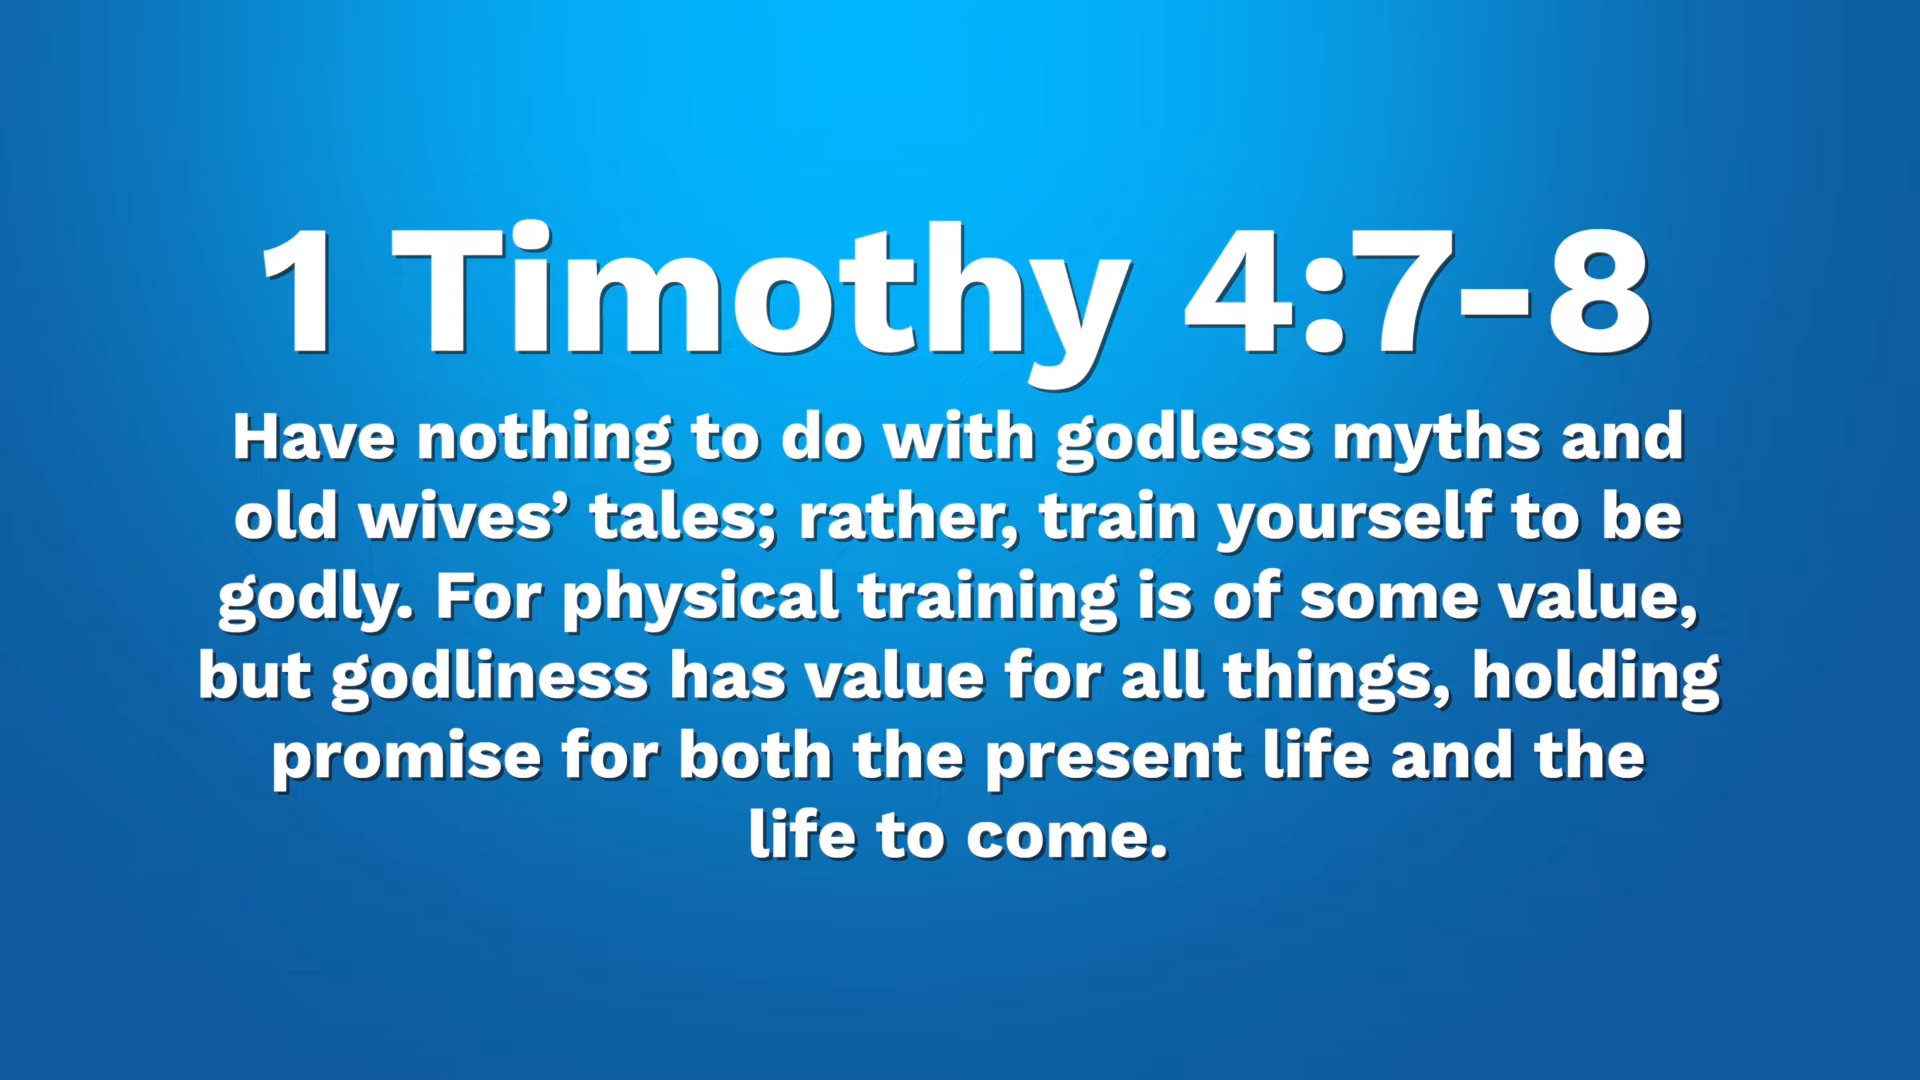 1 Timothy 4:7-8
Have nothing to do with godless myths and
old wives’ tales; rather, train yourself to be
godly. For physical training is of some value,
but godliness has value for all things, holding
promise for both the present life and the
life to come.